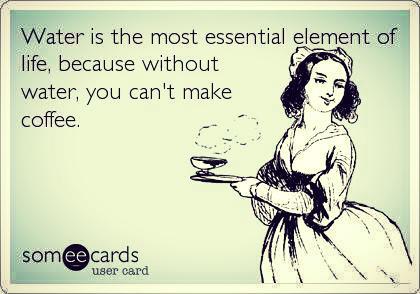 Water is the most essential element of
life, because without
water, you can't make
coffee.
someecards
user card